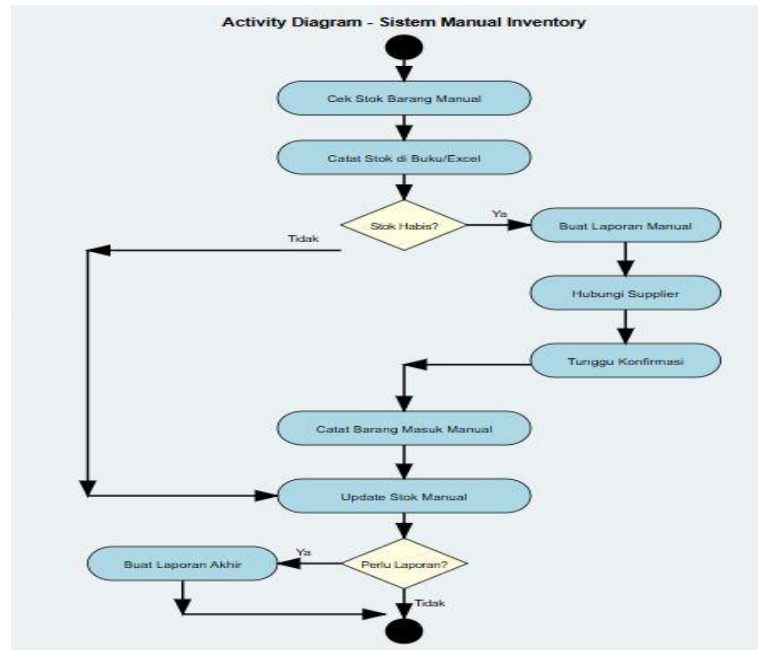 Activity Diagram - Sistem Manual Inventory
Cek Stok Barang Manual
Catat Stok di Buku/Excel
Stok Habis?
Ya
Buat Laporan Manual
Tidak
Hubungi Supplier
Tunggu Konfirmasi
Catat Barang Masuk Manual
Update Stok Manual
Perlu Laporan?
Ya
Buat Laporan Akhir
Tidak